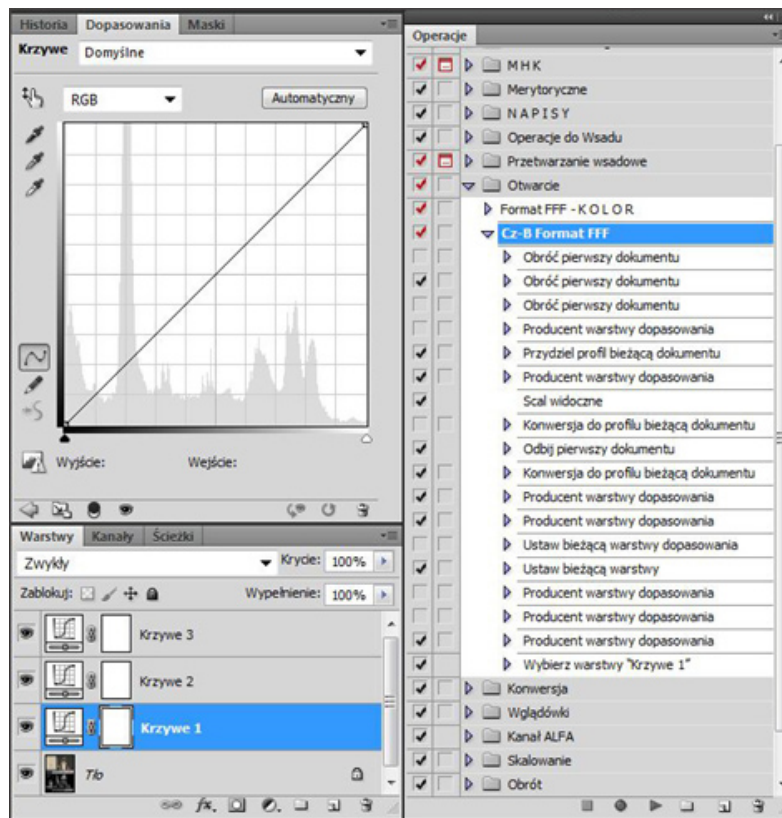 Historia Dopasowania Maski
Krzywe Domyślne
RGB Automatyczny
Wyjście: Wejście:
Warstwy Kanały Ścieżki
Zwykły Krycie: 100%
Zablokuj: Wypełnienie: 100%
Krzywe 3
Krzywe 2
Krzywe 1
Tło
fx.
Operacje
M H K
Merytoryczne
N A P I S Y
Operacje do Wsadu
Przetwarzanie wsadowe
Otwarcie
Format FFF - K O L O R
Cz-B Format FFF
Obróć pierwszy dokumentu
Obróć pierwszy dokumentu
Obróć pierwszy dokumentu
Producent warstwy dopasowania
Przydziel profil bieżącą dokumentu
Producent warstwy dopasowania
Scal widoczne
Konwersja do profilu bieżącą dokumentu
Odbij pierwszy dokumentu
Konwersja do profilu bieżącą dokumentu
Producent warstwy dopasowania
Producent warstwy dopasowania
Ustaw bieżącą warstwy dopasowania
Ustaw bieżącą warstwy
Producent warstwy dopasowania
Producent warstwy dopasowania
Producent warstwy dopasowania
Wybierz warstwy "Krzywe 1"
Konwersja
Wglądówki
Kanał ALFA
Skalowanie
Obrót